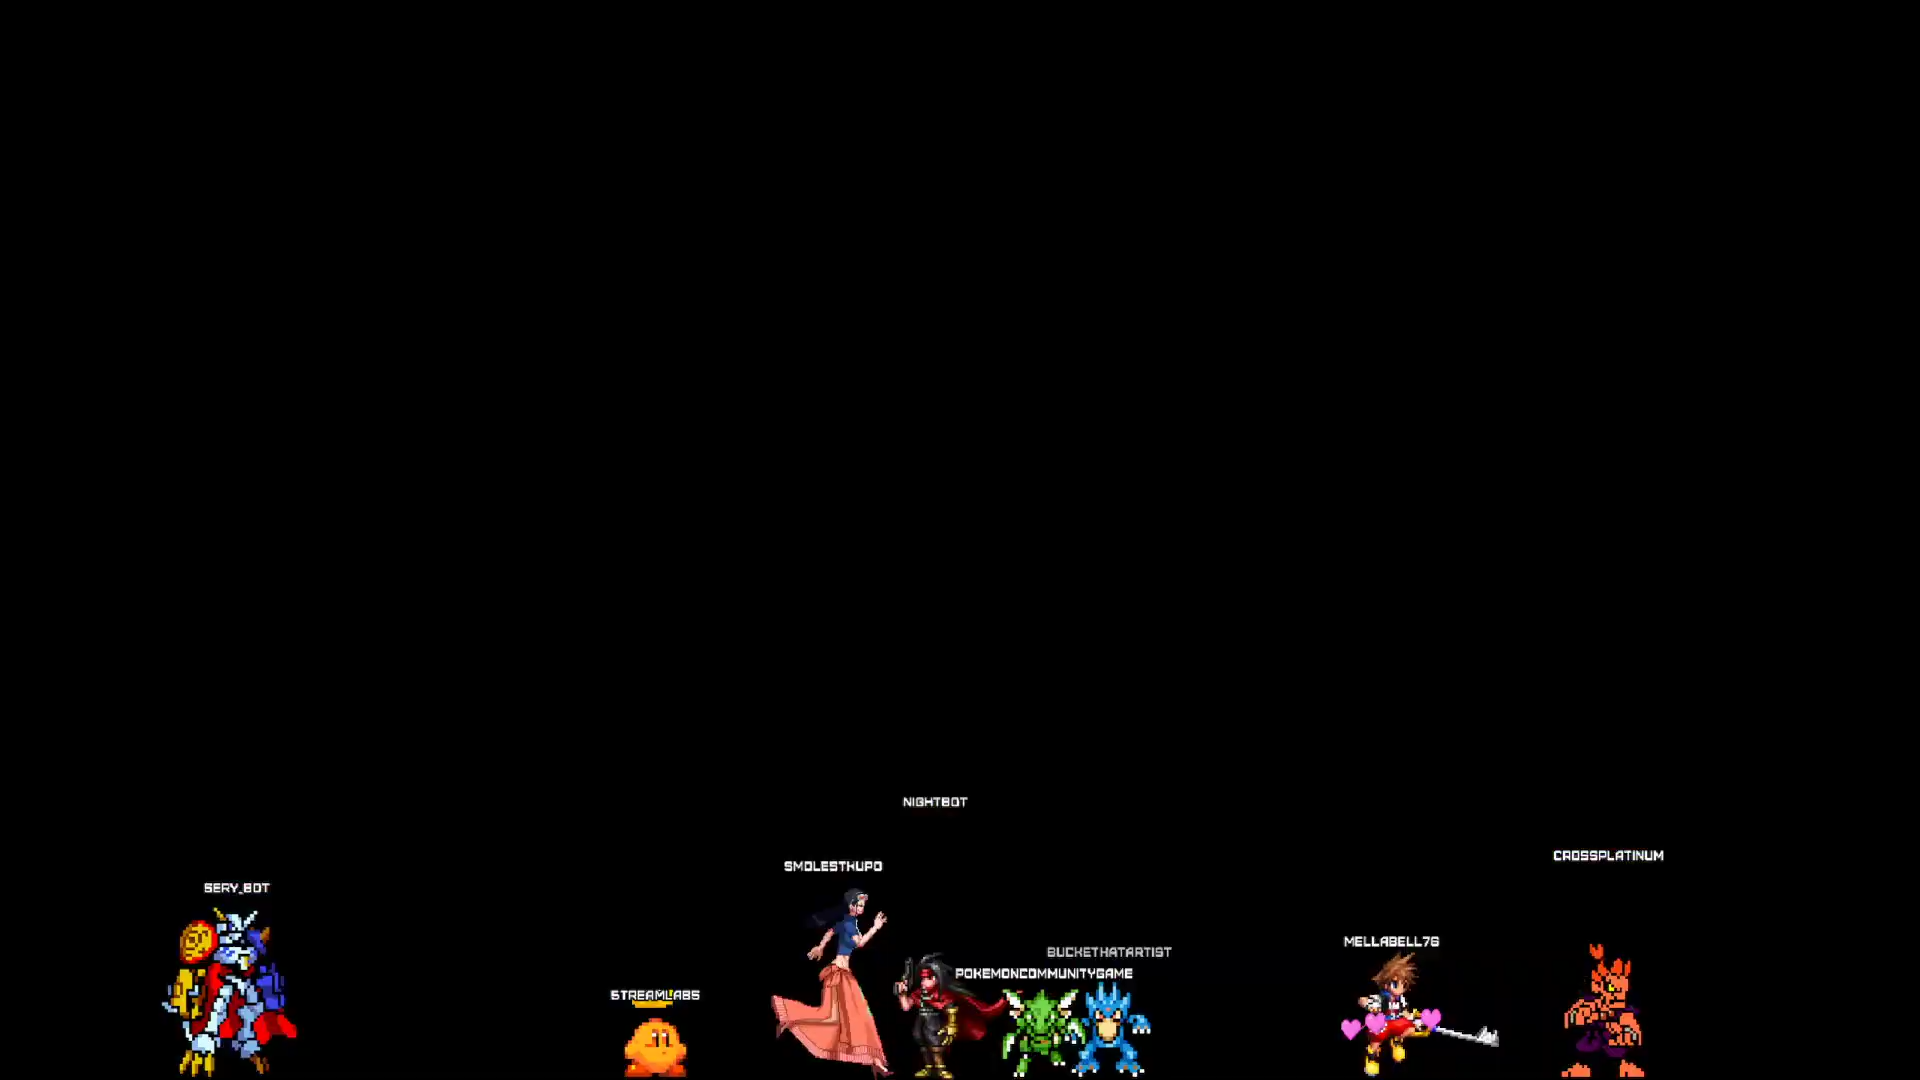 NIGHTBOT
CROSSPLATINUM
SMOLESTHUPO
SERY_BOT
MELLABELL76
BUCKETHATARTIST
POKEMONCOMMUNITYGAME
STREAMLABS